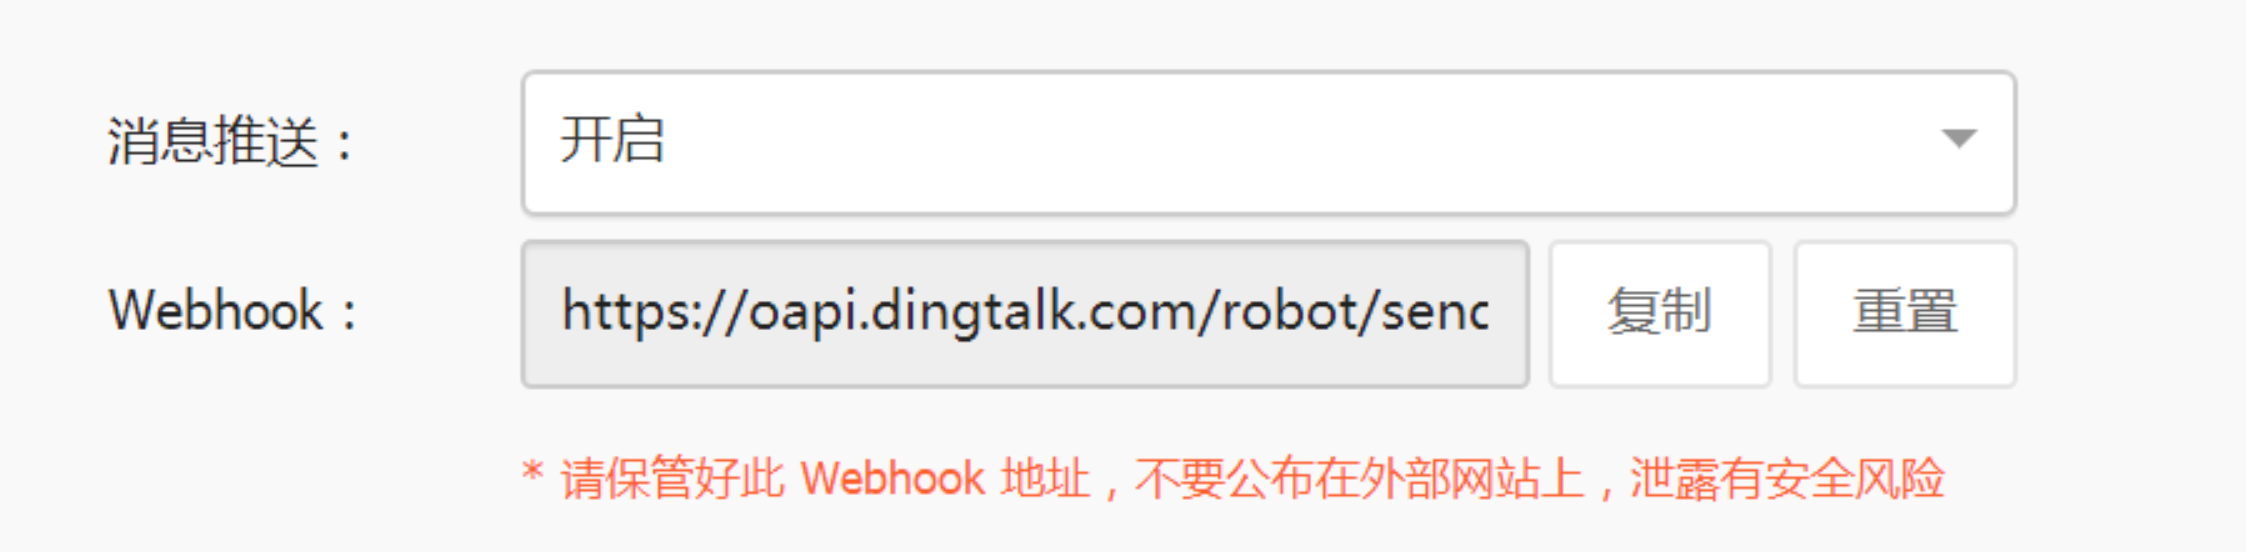 消息推送： 开启
Webhook： https://oapi.dingtalk.com/robot/senc 复制 重置
* 请保管好此 Webhook 地址，不要公布在外部网站上，泄露有安全风险